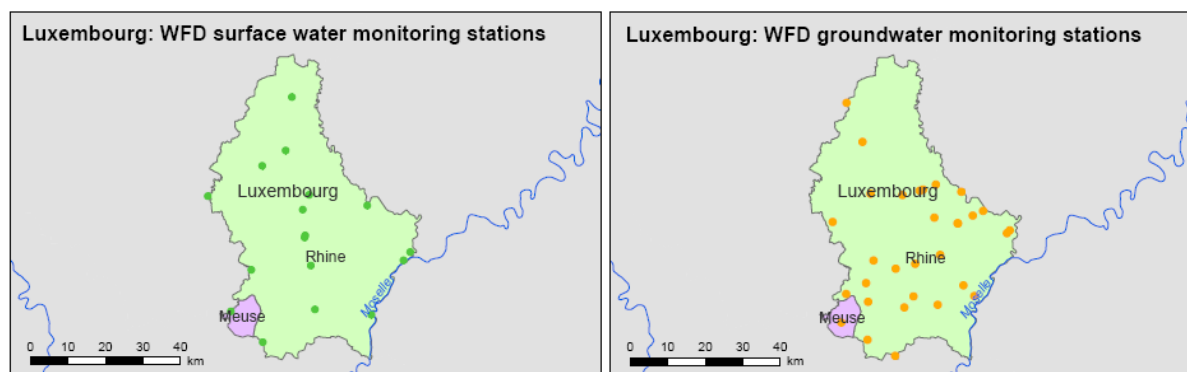 Luxembourg: WFD surface water monitoring stations
Luxembourg
Rhine
Moselle
Meuse
0 10 20 30 40
km
Luxembourg: WFD groundwater monitoring stations
Luxembourg
Rhine
Moselle
Meuse
0 10 20 30 40
km